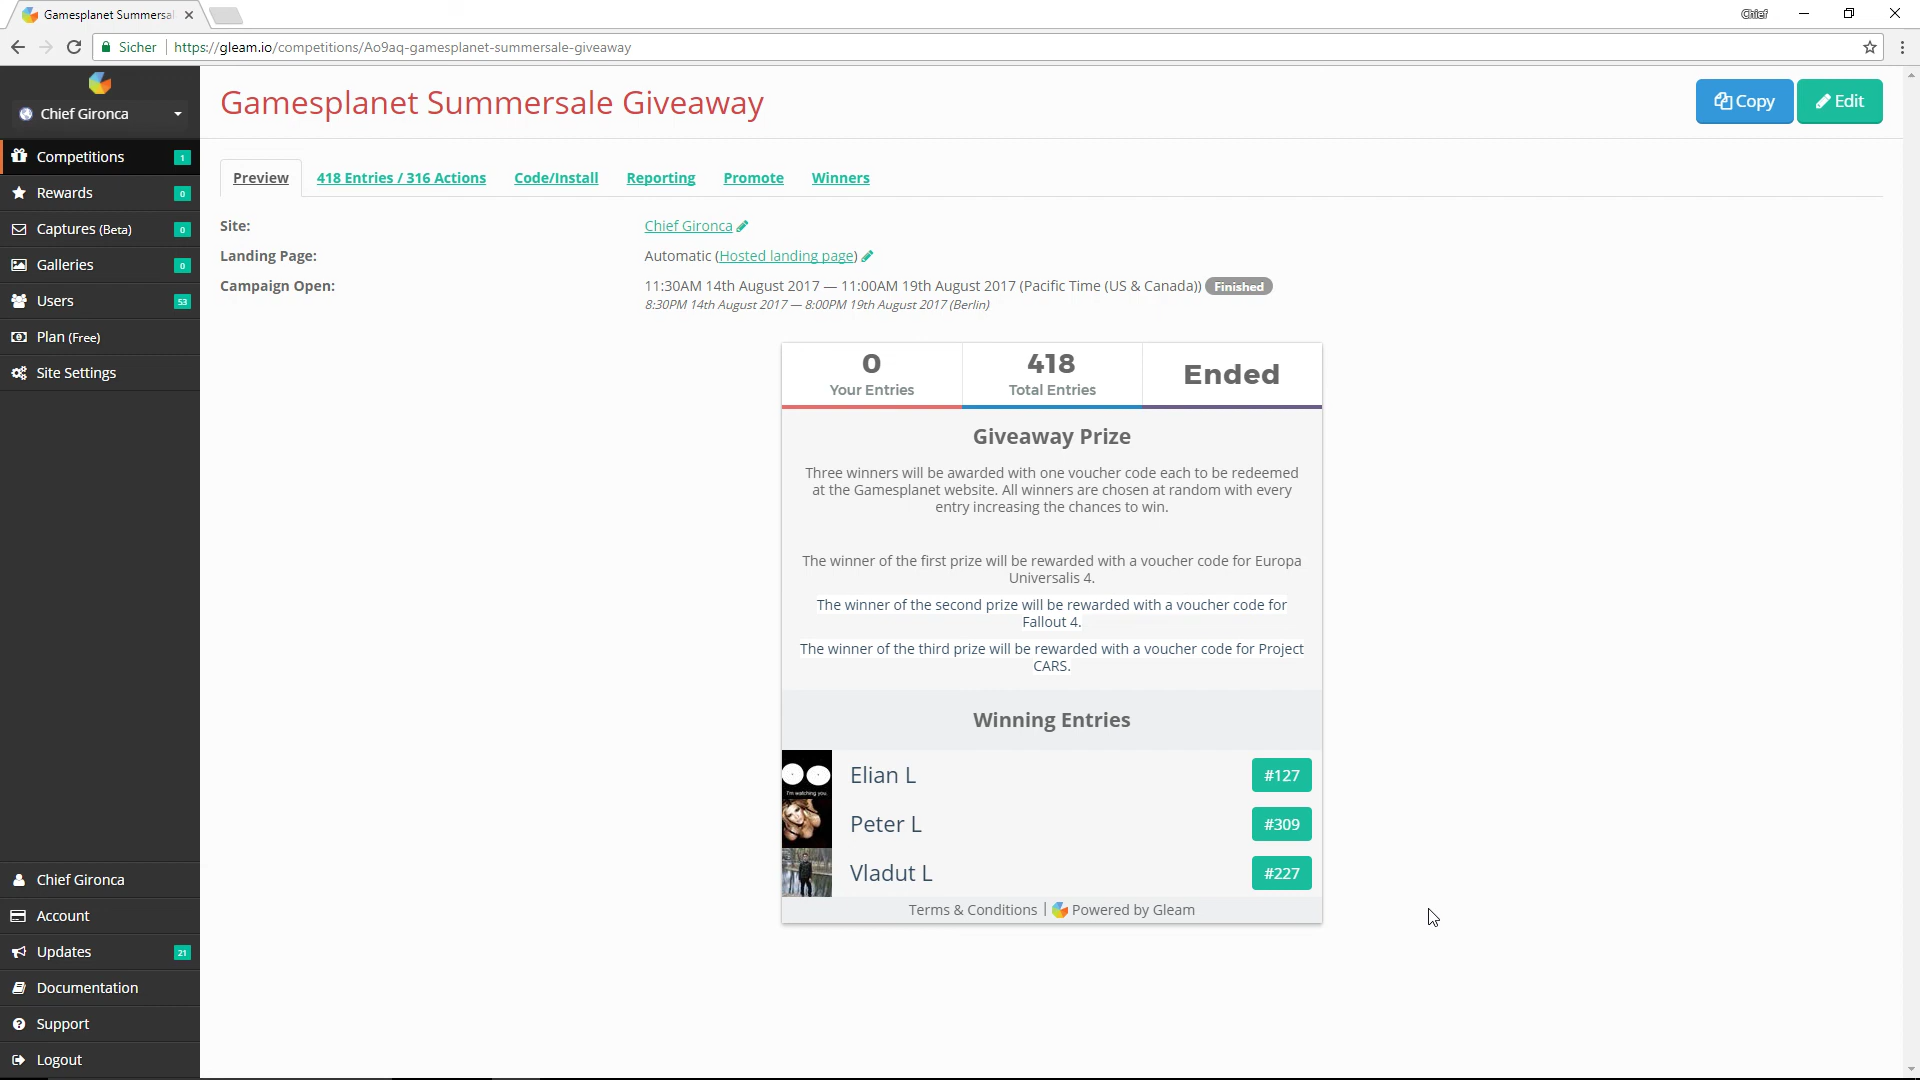 Gamesplanet Summersal
Chief
Sicher
https://gleam.io/competitions/Ao9aq-gamesplanet-summersale-giveaway
Chief Gironca
Competitions 1
Rewards 0
Captures (Beta) 0
Galleries 0
Users 53
Plan (Free)
Site Settings
Chief Gironca
Account
Updates 21
Documentation
Support
Logout
Gamesplanet Summersale Giveaway
Copy
Edit
Preview 418 Entries / 316 Actions Code/Install Reporting Promote Winners
Site: Chief Gironca
Landing Page: Automatic (Hosted landing page)
Campaign Open: 11:30AM 14th August 2017 — 11:00AM 19th August 2017 (Pacific Time (US & Canada)) Finished
8:30PM 14th August 2017 — 8:00PM 19th August 2017 (Berlin)
0 418 Ended
Your Entries Total Entries
Giveaway Prize
Three winners will be awarded with one voucher code each to be redeemed
at the Gamesplanet website. All winners are chosen at random with every
entry increasing the chances to win.
The winner of the first prize will be rewarded with a voucher code for Europa
Universalis 4.
The winner of the second prize will be rewarded with a voucher code for
Fallout 4.
The winner of the third prize will be rewarded with a voucher code for Project
CARS.
Winning Entries
I'm watching you
Elian L #127
Peter L #309
Vladut L #227
Terms & Conditions | Powered by Gleam